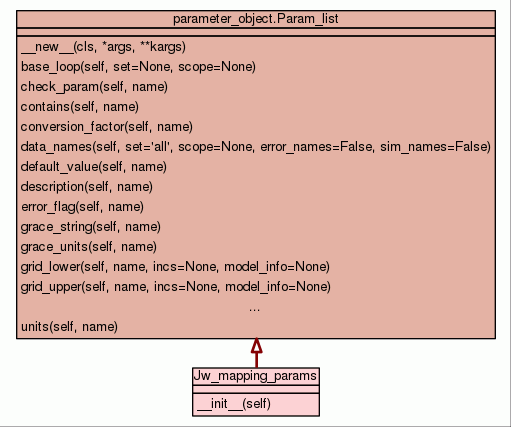 parameter_object.Param_list
__new__(cls, *args, **kargs)
base_loop(self, set=None, scope=None)
check_param(self, name)
contains(self, name)
conversion_factor(self, name)
data_names(self, set='all', scope=None, error_names=False, sim_names=False)
default_value(self, name)
description(self, name)
error_flag(self, name)
grace_string(self, name)
grace_units(self, name)
grid_lower(self, name, incs=None, model_info=None)
grid_upper(self, name, incs=None, model_info=None)
...
units(self, name)
Jw_mapping_params
__init__(self)